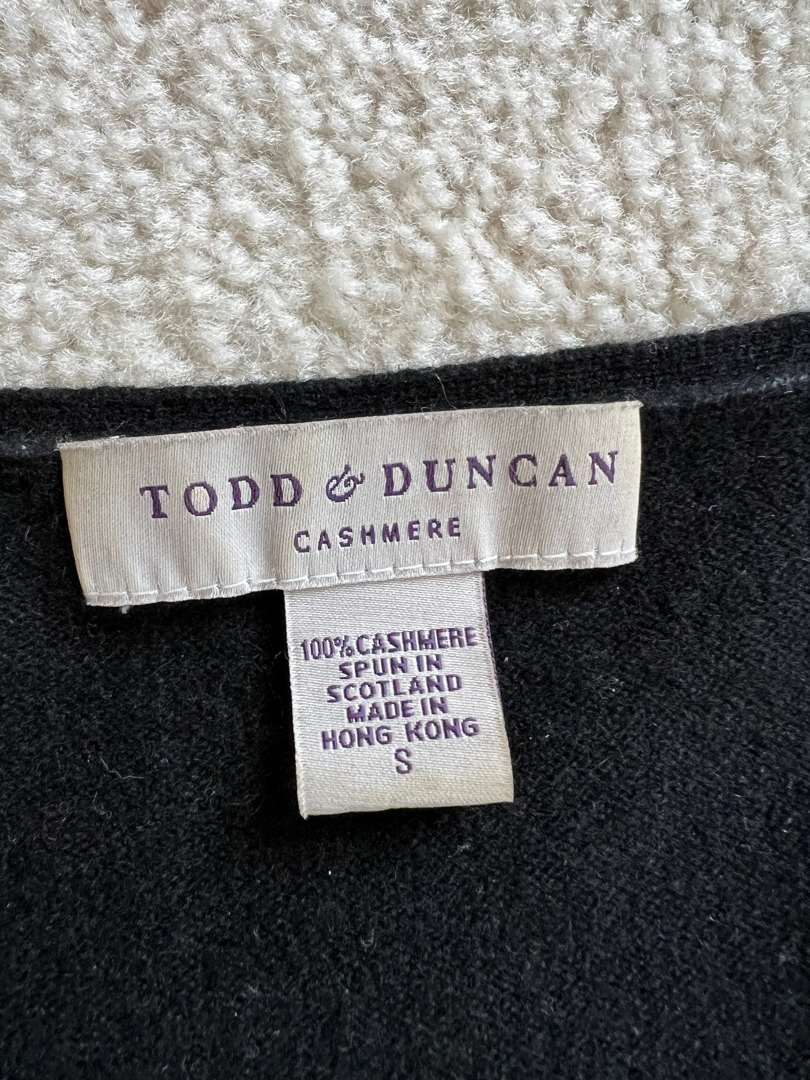 TODD & DUNCAN
CASHMERE
100% CASHMERE
SPUN IN
SCOTLAND
MADE IN
HONG KONG
S